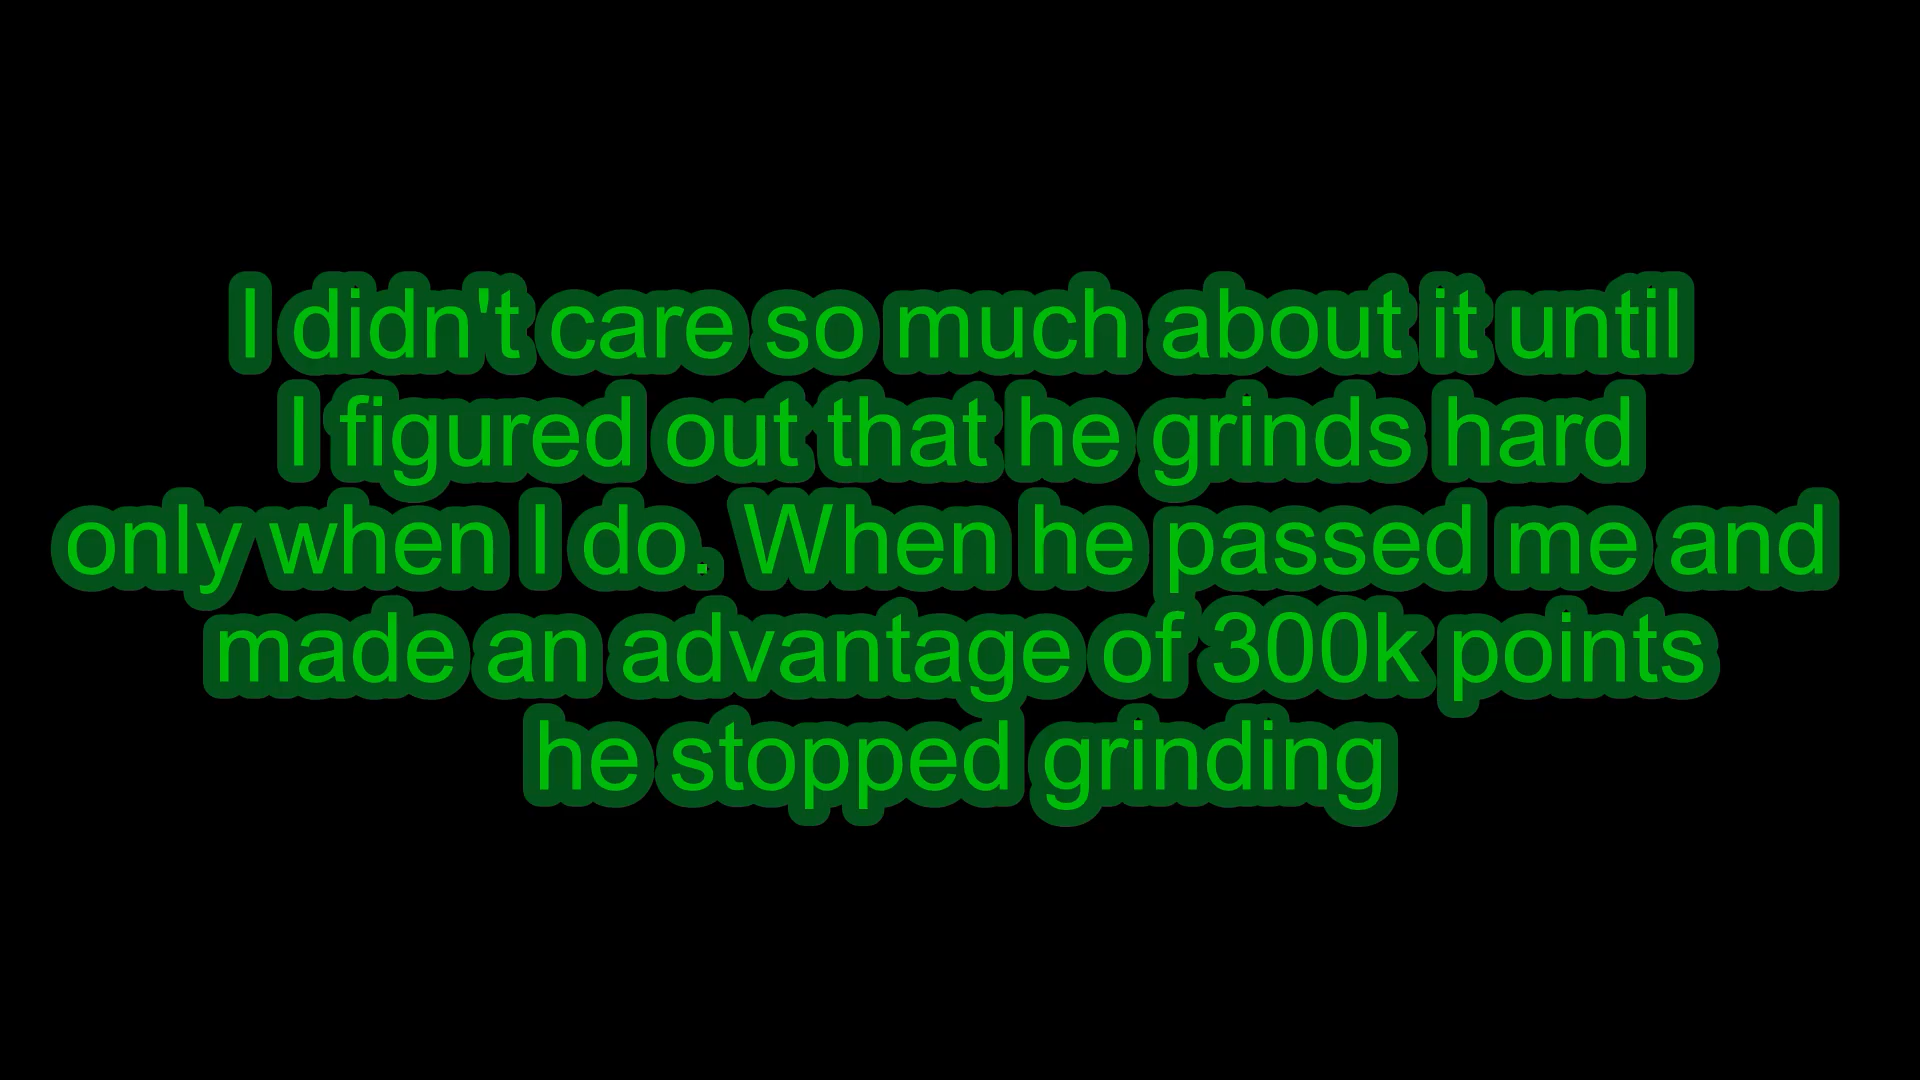 I didn't care so much about it until
I figured out that he grinds hard
only when I do. When he passed me and
made an advantage of 300k points
he stopped grinding